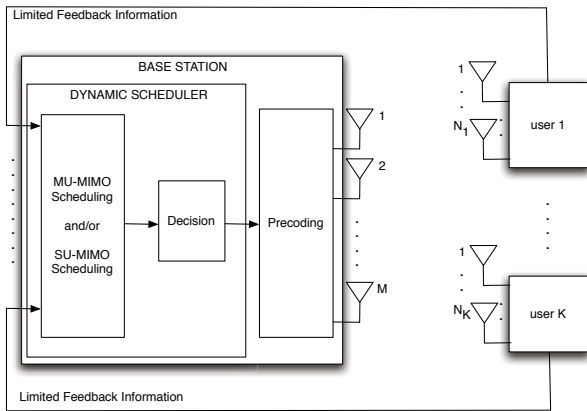 Limited Feedback Information
BASE STATION
DYNAMIC SCHEDULER
MU-MIMO
Scheduling
and/or
SU-MIMO
Scheduling
Decision
Precoding
1
2
M
1
N1
user 1
1
NK
user K
Limited Feedback Information